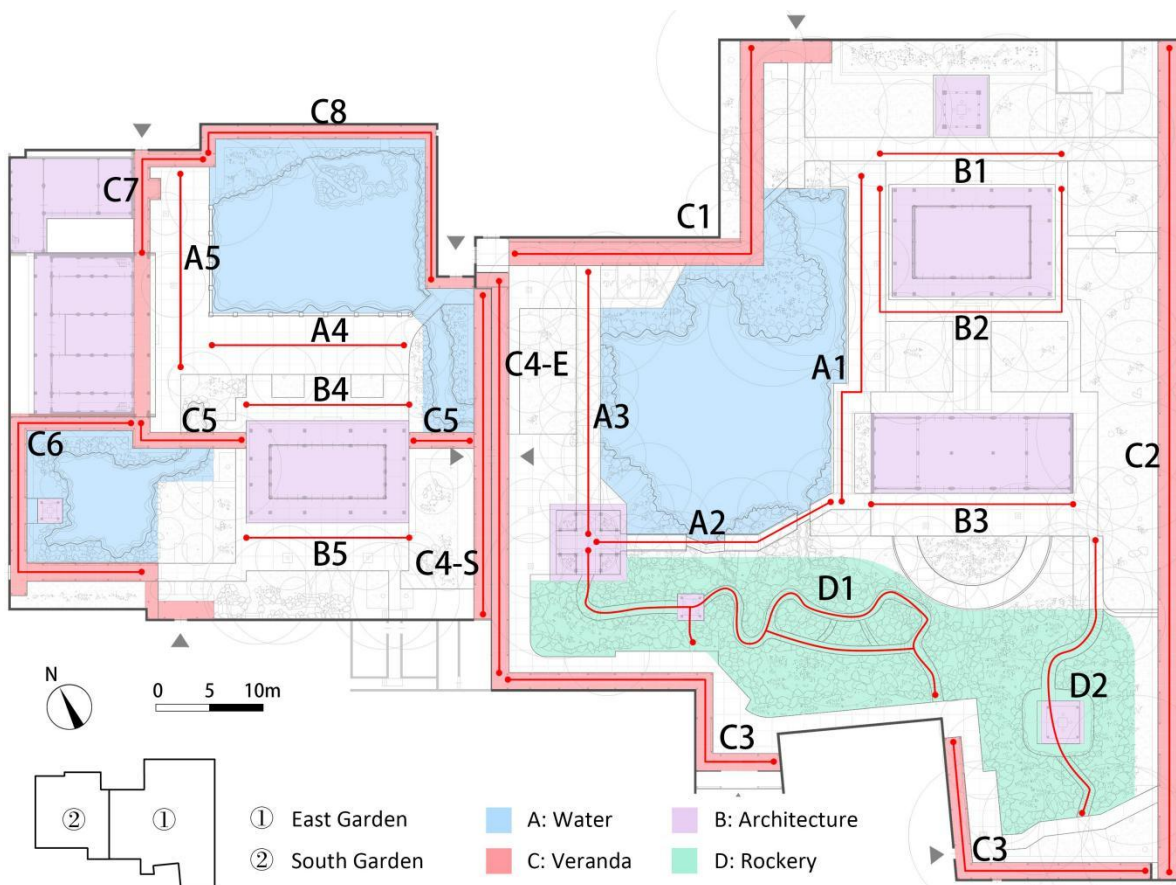 C8
C7
A5
C1
B1
B2
A4
C4-E
A1
A3
B4
C5
C5
C6
C2
A2
B3
B5
C4-S
D1
D2
C3
C3
N
0 5 10m
② ①
① East Garden
② South Garden
A: Water
C: Veranda
B: Architecture
D: Rockery